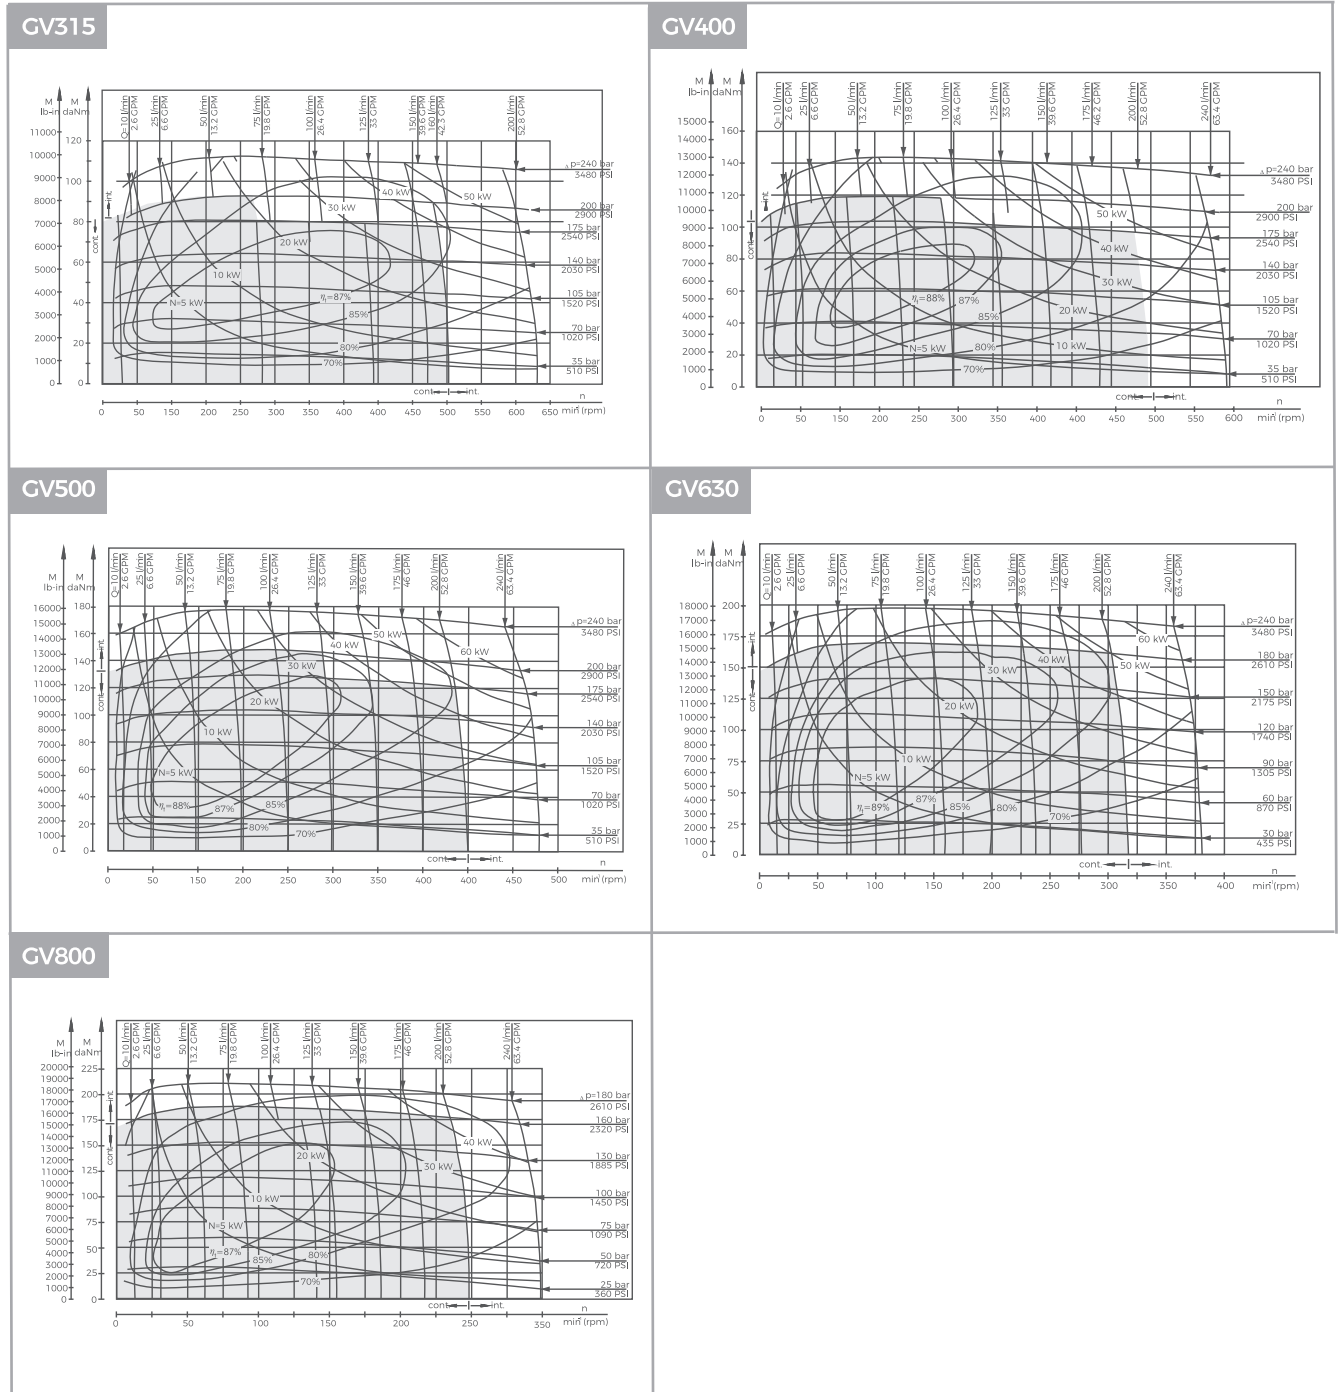 GV315
M
lb-in
M
daNm
11000
10000
9000
8000
7000
6000
5000
4000
3000
2000
1000
0
120
100
80
60
40
20
0
Q=10 l/min
2.6 GPM
25 l/min
6.6 GPM
50 l/min
13.2 GPM
75 l/min
19.8 GPM
100 l/min
26.4 GPM
125 l/min
33 GPM
150 l/min
39.6 GPM
160 l/min
42.3 GPM
200 l/min
52.8 GPM
int.
cont.
N=5 kW
10 kW
20 kW
30 kW
40 kW
50 kW
87%
85%
80%
70%
p=240 bar
3480 PSI
200 bar
2900 PSI
175 bar
2540 PSI
140 bar
2030 PSI
105 bar
1520 PSI
70 bar
1020 PSI
35 bar
510 PSI
cont. int.
n
0 50 100 150 200 250 300 350 400 450 500 550 600 650 min¹(rpm)
GV400
M
lb-in
M
daNm
15000
14000
13000
12000
11000
10000
9000
8000
7000
6000
5000
4000
3000
2000
1000
0
160
140
120
100
80
60
40
20
0
Q=10 l/min
2.6 GPM
25 l/min
6.6 GPM
50 l/min
13.2 GPM
75 l/min
19.8 GPM
100 l/min
26.4 GPM
125 l/min
33 GPM
150 l/min
39.6 GPM
175 l/min
46.2 GPM
200 l/min
52.8 GPM
240 l/min
63.4 GPM
int.
cont.
N=5 kW
10 kW
20 kW
30 kW
40 kW
50 kW
88%
87%
85%
80%
70%
p=240 bar
3480 PSI
200 bar
2900 PSI
175 bar
2540 PSI
140 bar
2030 PSI
105 bar
1520 PSI
70 bar
1020 PSI
35 bar
510 PSI
cont. int.
n
0 50 100 150 350 400 450 500 550 600 min¹(rpm)
GV500
M
lb-in
M
daNm
16000
15000
14000
13000
12000
11000
10000
9000
8000
7000
6000
5000
4000
3000
2000
1000
0
180
160
140
120
100
80
60
40
20
0
Q=10 l/min
2.6 GPM
25 l/min
6.6 GPM
50 l/min
13.2 GPM
75 l/min
19.8 GPM
100 l/min
26.4 GPM
125 l/min
33 GPM
150 l/min
39.6 GPM
175 l/min
46 GPM
200 l/min
52.8 GPM
240 l/min
63.4 GPM
int.
cont.
N=5 kW
10 kW
20 kW
30 kW
40 kW
50 kW
60 kW
88%
87%
85%
80%
70%
p=240 bar
3480 PSI
200 bar
2900 PSI
175 bar
2540 PSI
140 bar
2030 PSI
105 bar
1520 PSI
70 bar
1020 PSI
35 bar
510 PSI
cont. int.
n
0 50 100 150 200 250 300 350 400 450 500 min¹(rpm)
GV630
M
lb-in
M
daNm
18000
17000
16000
15000
14000
13000
12000
11000
10000
9000
8000
7000
6000
5000
4000
3000
2000
1000
0
200
175
150
125
100
75
50
25
0
Q=10 l/min
2.6 GPM
25 l/min
6.6 GPM
50 l/min
13.2 GPM
75 l/min
19.8 GPM
100 l/min
26.4 GPM
125 l/min
33 GPM
150 l/min
39.6 GPM
175 l/min
46 GPM
200 l/min
52.8 GPM
240 l/min
63.4 GPM
int.
cont.
N=5 kW
10 kW
20 kW
30 kW
40 kW
50 kW
60 kW
89%
87%
85%
80%
70%
p=240 bar
3480 PSI
180 bar
2610 PSI
150 bar
2175 PSI
120 bar
1740 PSI
90 bar
1305 PSI
60 bar
870 PSI
30 bar
435 PSI
cont. int.
n
0 50 100 150 200 250 300 350 400 min¹(rpm)
GV800
M
lb-in
M
daNm
20000
19000
18000
17000
16000
15000
14000
13000
12000
11000
10000
9000
8000
7000
6000
5000
4000
3000
2000
1000
0
225
200
175
150
125
100
75
50
25
0
Q=10 l/min
2.6 GPM
25 l/min
6.6 GPM
50 l/min
13.2 GPM
75 l/min
19.8 GPM
100 l/min
26.4 GPM
125 l/min
33 GPM
150 l/min
39.6 GPM
175 l/min
46 GPM
200 l/min
52.8 GPM
240 l/min
63.4 GPM
int.
cont.
N=5 kW
10 kW
20 kW
30 kW
40 kW
87%
85%
80%
70%
p=180 bar
2610 PSI
160 bar
2320 PSI
130 bar
1885 PSI
100 bar
1450 PSI
75 bar
1090 PSI
50 bar
720 PSI
25 bar
360 PSI
cont. int.
n
0 50 100 150 200 250 350 min¹(rpm)